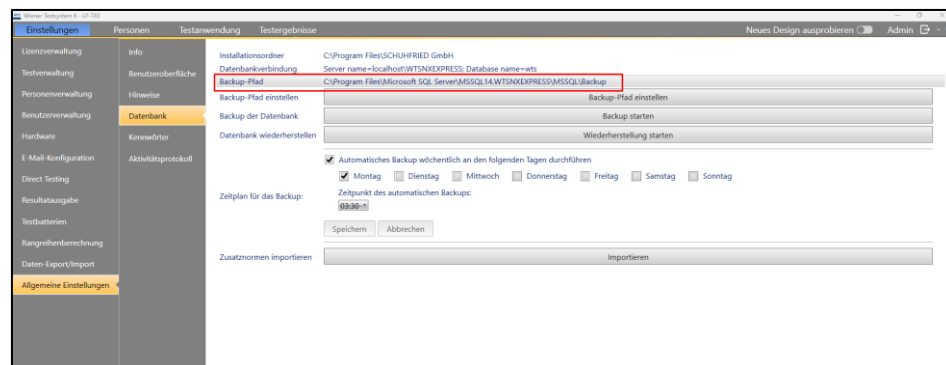 Wiener Testsystem 8 - LP-783
Einstellungen Personen Testanwendung Testergebnisse Neues Design ausprobieren Admin
Lizenzverwaltung
Testverwaltung
Personenverwaltung
Benutzerverwaltung
Hardware
E-Mail-Konfiguration
Direct Testing
Resultatausgabe
Testbatterien
Rangreihenberechnung
Daten-Export/Import
Allgemeine Einstellungen
Info
Benutzeroberfläche
Hinweise
Datenbank
Kennwörter
Aktivitätsprotokoll
Installationsordner C:\Program Files\SCHUHFRIED GmbH
Datenbankverbindung Server name=localhost\WTSNXEXPRESS; Database name=wts
Backup-Pfad C:\Program Files\Microsoft SQL Server\MSSQL14.WTSNXEXPRESS\MSSQL\Backup
Backup-Pfad einstellen Backup-Pfad einstellen
Backup der Datenbank Backup starten
Datenbank wiederherstellen Wiederherstellung starten
Automatisches Backup wöchentlich an den folgenden Tagen durchführen
Montag Dienstag Mittwoch Donnerstag Freitag Samstag Sonntag
Zeitplan für das Backup: Zeitpunkt des automatischen Backups:
03:30
Speichern Abbrechen
Zusatznormen importieren Importieren